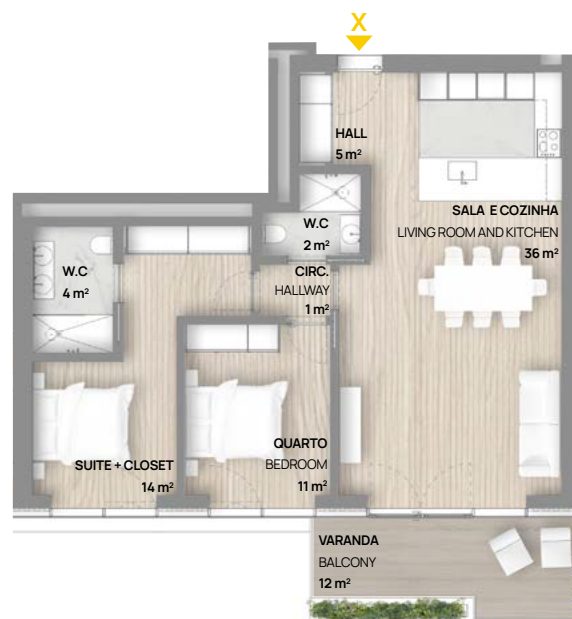 X
HALL
5 m²
SALA E COZINHA
LIVING ROOM AND KITCHEN
36 m²
W.C
2 m²
W.C
4 m²
CIRC.
HALLWAY
1 m²
SUITE + CLOSET
14 m²
QUARTO
BEDROOM
11 m²
VARANDA
BALCONY
12 m²